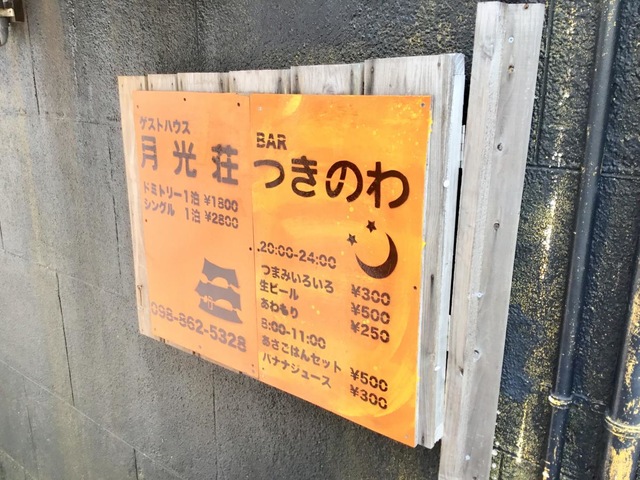 ゲストハウス
月光荘
ドミトリー1泊 ¥1800
シングル 1泊 ¥2800
098-862-5328
BAR
つきのわ
20:00-24:00
つまみいろいろ ¥300
生ビール ¥500
あわもり ¥250
8:00-11:00
あさごはんセット ¥500
バナナジュース ¥300